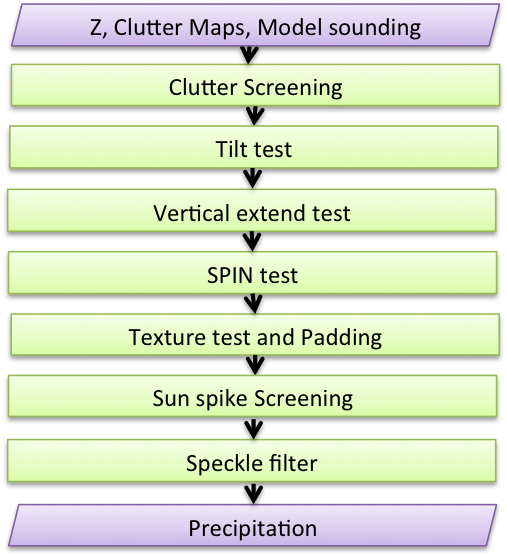 Z, Clutter Maps, Model sounding
Clutter Screening
Tilt test
Vertical extend test
SPIN test
Texture test and Padding
Sun spike Screening
Speckle filter
Precipitation